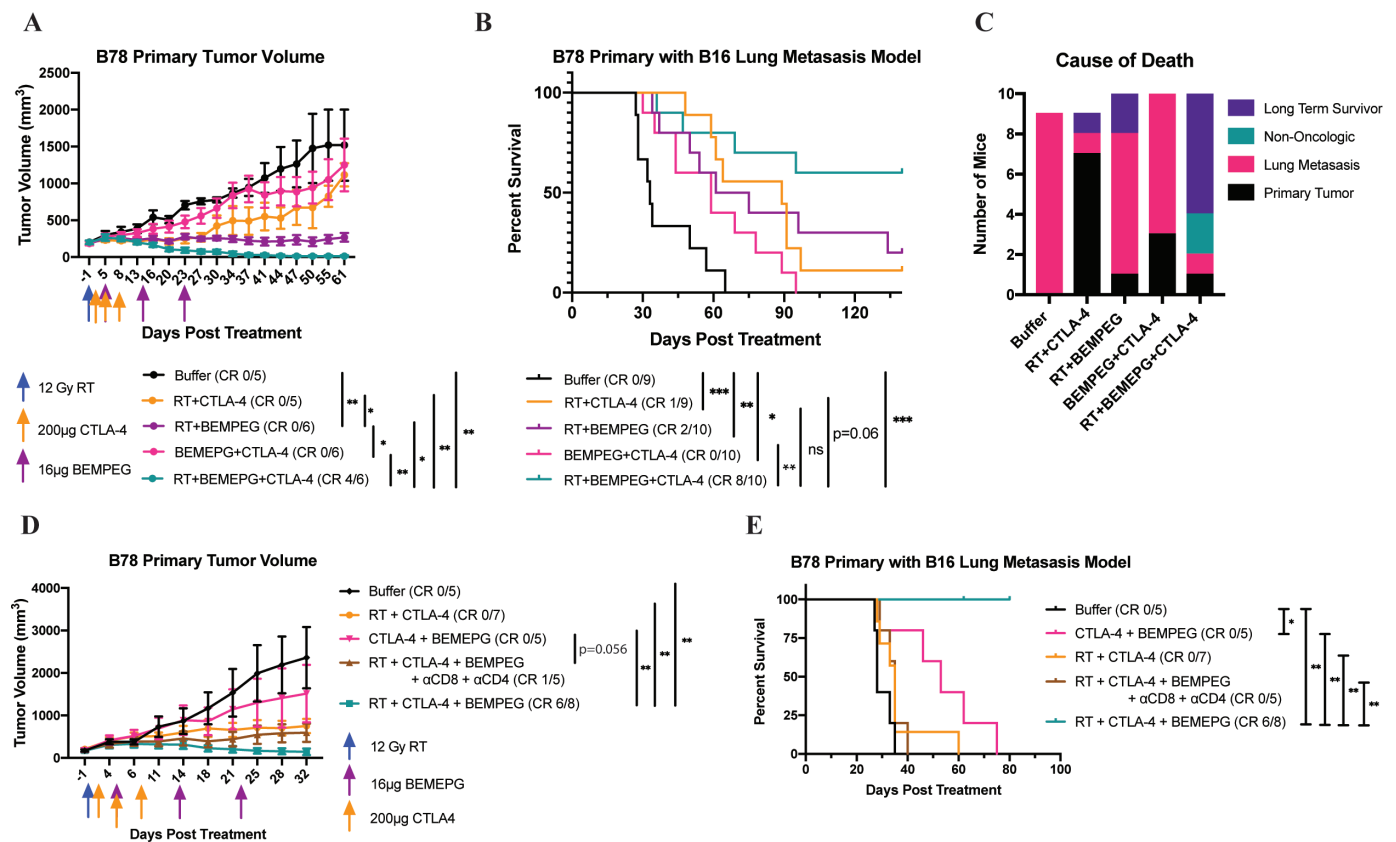 A
B78 Primary Tumor Volume
Tumor Volume (mm³)
2500
2000
1500
1000
500
0
-1 5 8 13 16 20 23 27 30 34 37 41 44 47 50 55 61
Days Post Treatment
12 Gy RT
200µg CTLA-4
16µg BEMPEG
Buffer (CR 0/5)
RT+CTLA-4 (CR 0/5)
RT+BEMPEG (CR 0/6)
BEMEPG+CTLA-4 (CR 0/6)
RT+BEMEPG+CTLA-4 (CR 4/6)
** * * ** * ** **
B
B78 Primary with B16 Lung Metasasis Model
Percent Survival
100
50
0
0 30 60 90 120
Days Post Treatment
Buffer (CR 0/9)
RT+CTLA-4 (CR 1/9)
RT+BEMPEG (CR 2/10)
BEMPEG+CTLA-4 (CR 0/10)
RT+BEMPEG+CTLA-4 (CR 8/10)
*** ** * ** ns p=0.06 ***
C
Cause of Death
Number of Mice
10
8
6
4
2
0
Buffer
RT+CTLA-4
RT+BEMPEG
BEMPEG+CTLA-4
RT+BEMEPG+CTLA-4
Long Term Survivor
Non-Oncologic
Lung Metasasis
Primary Tumor
D
B78 Primary Tumor Volume
Tumor Volume (mm³)
4000
3000
2000
1000
0
-1 4 6 11 14 18 21 25 28 32
Days Post Treatment
Buffer (CR 0/5)
RT + CTLA-4 (CR 0/7)
CTLA-4 + BEMEPG (CR 0/5)
RT + CTLA-4 + BEMPEG
+ αCD8 + αCD4 (CR 1/5)
RT + CTLA-4 + BEMPEG (CR 6/8)
p=0.056 ** ** **
12 Gy RT
16µg BEMEPG
200µg CTLA4
E
B78 Primary with B16 Lung Metasasis Model
Percent Survival
100
75
50
25
0
0 20 40 60 80 100
Days Post Treatment
Buffer (CR 0/5)
CTLA-4 + BEMPEG (CR 0/5)
RT + CTLA-4 (CR 0/7)
RT + CTLA-4 + BEMPEG
+ αCD8 + αCD4 (CR 0/5)
RT + CTLA-4 + BEMEPG (CR 6/8)
* ** ** ** **